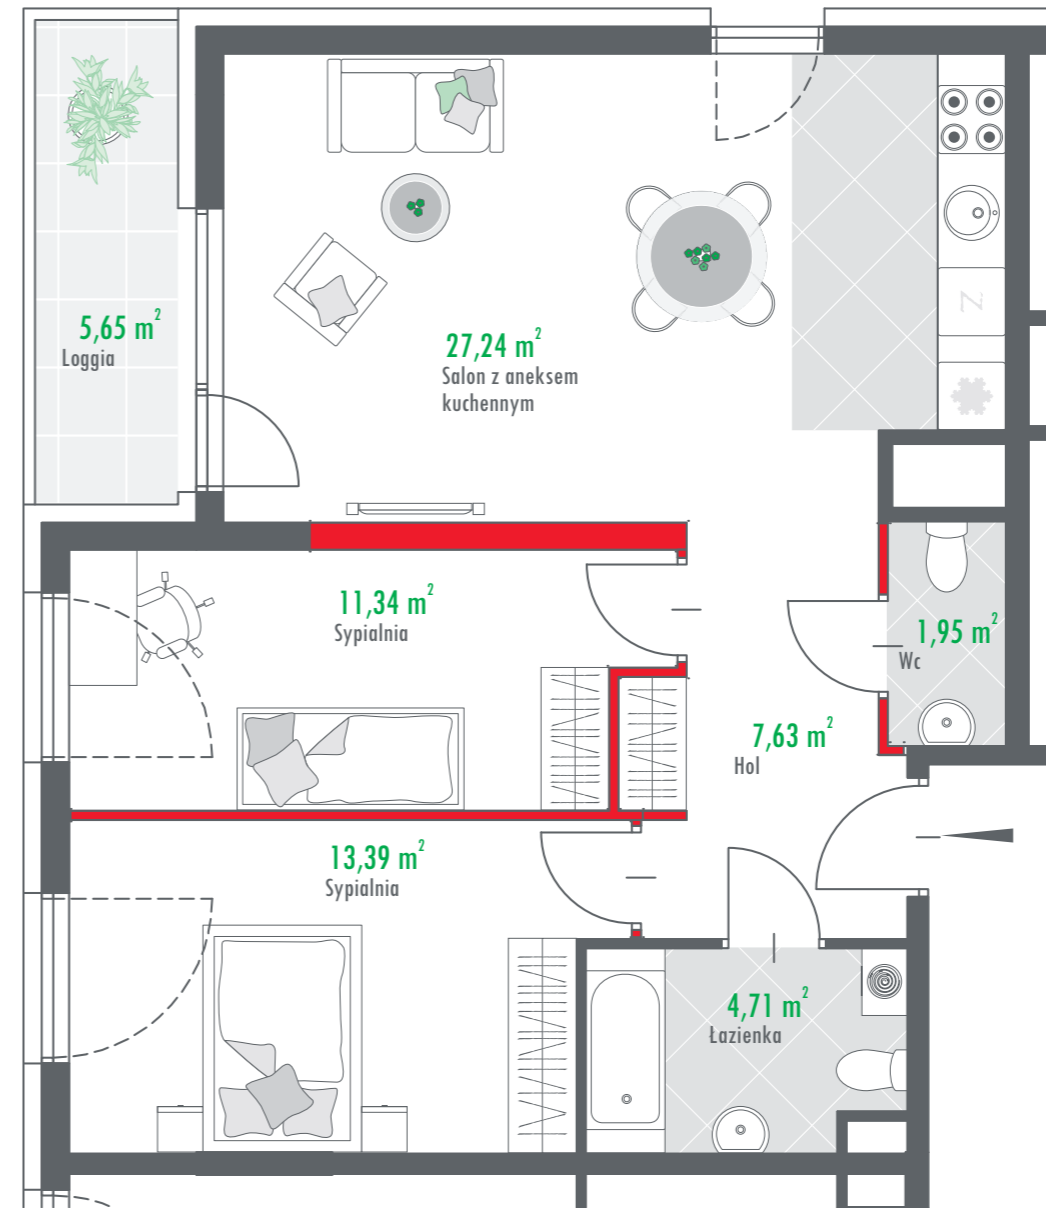 5,65 m²
Loggia
27,24 m²
Salon z aneksem
kuchennym
11,34 m²
Sypialnia
1,95 m²
Wc
7,63 m²
Hol
13,39 m²
Sypialnia
4,71 m²
Łazienka
Z